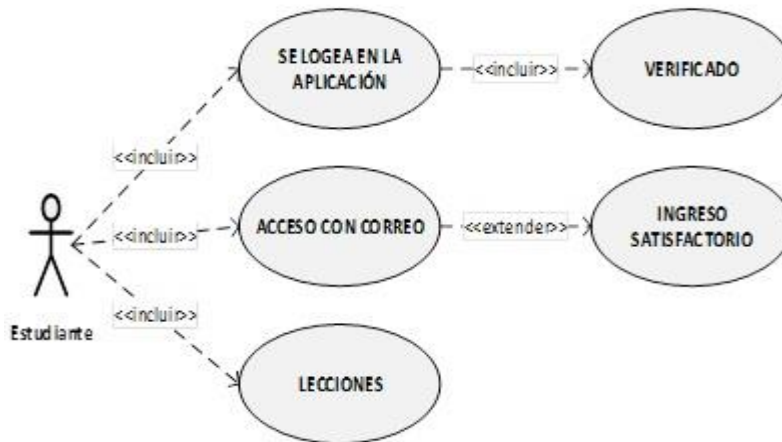 SE LOGEA EN LA
APLICACIÓN
<<incluir>>
VERIFICADO
<<incluir>>
<<incluir>>
ACCESO CON CORREO
<<extender>>
INGRESO
SATISFACTORIO
<<incluir>>
Estudiante
LECCIONES